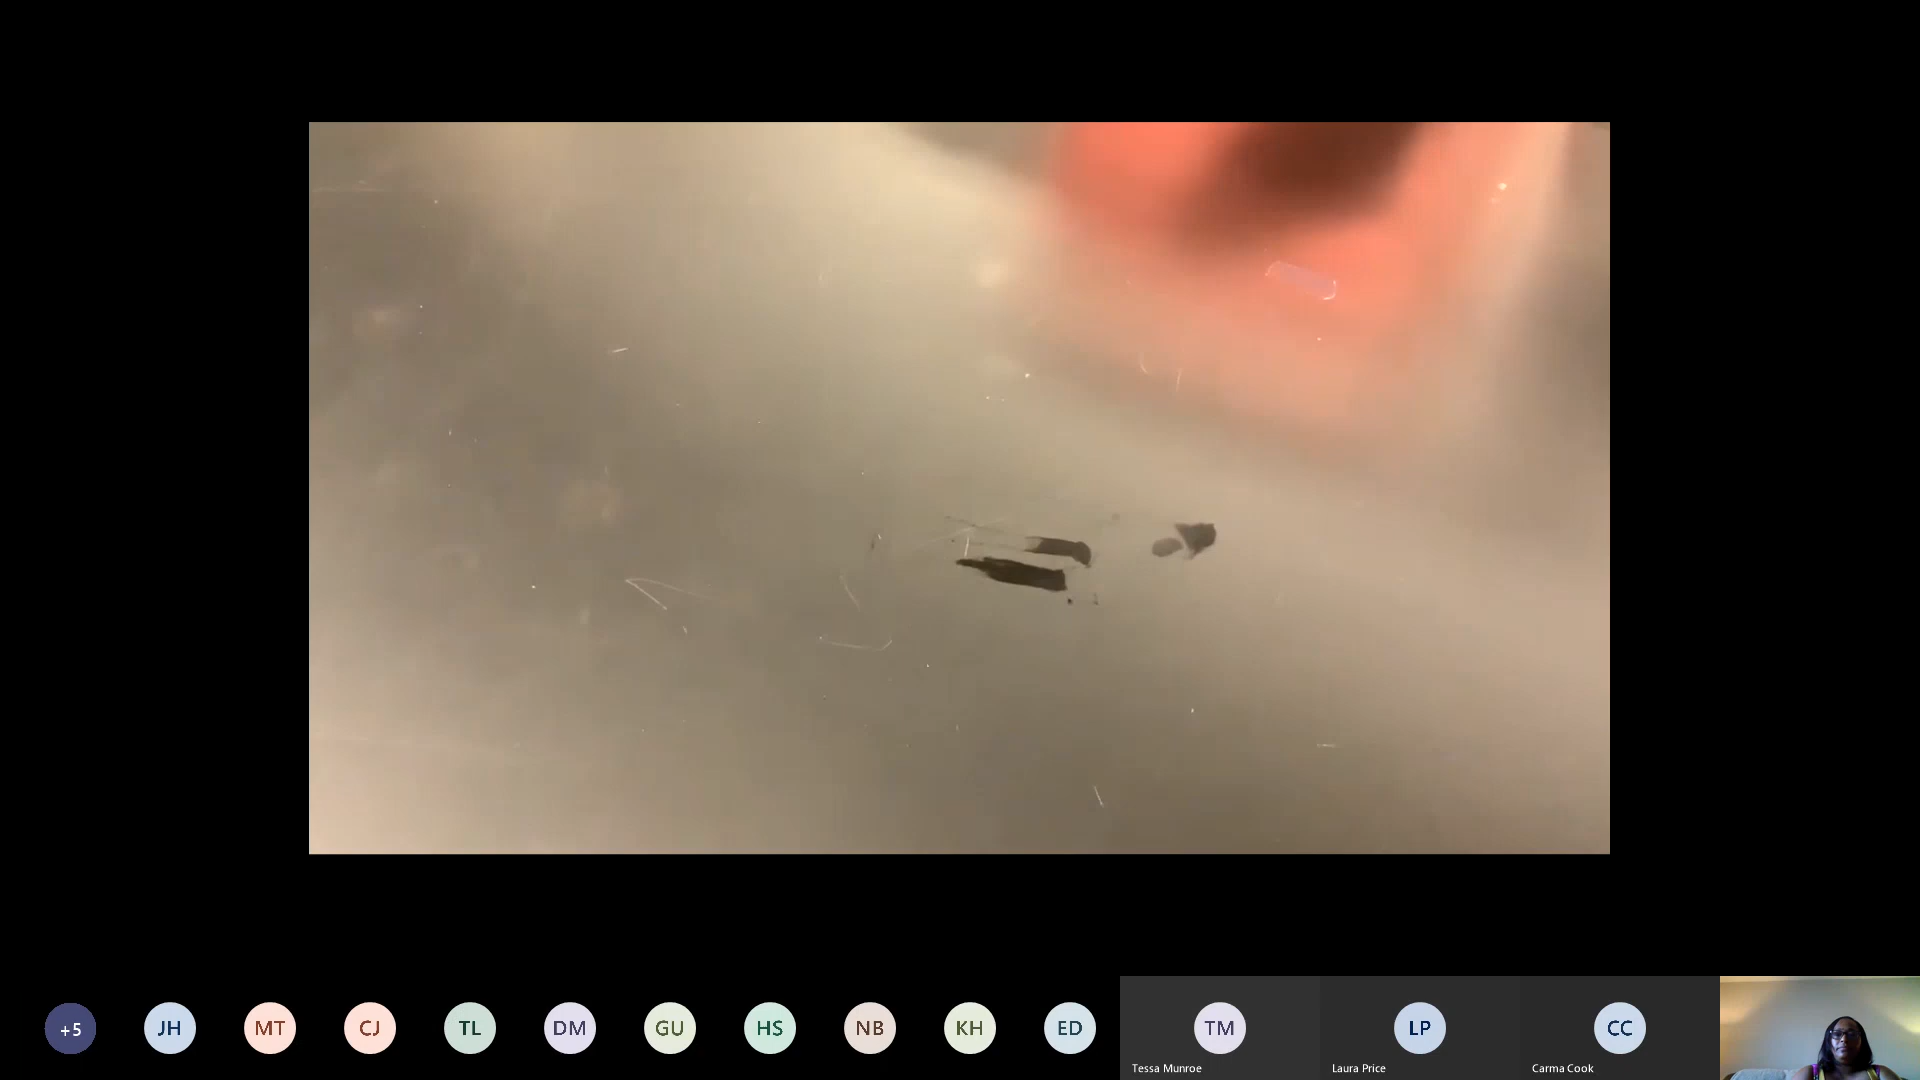 +5 JH MT CJ TL DM GU HS NB KH ED TM LP CC
Tessa Munroe Laura Price Carma Cook